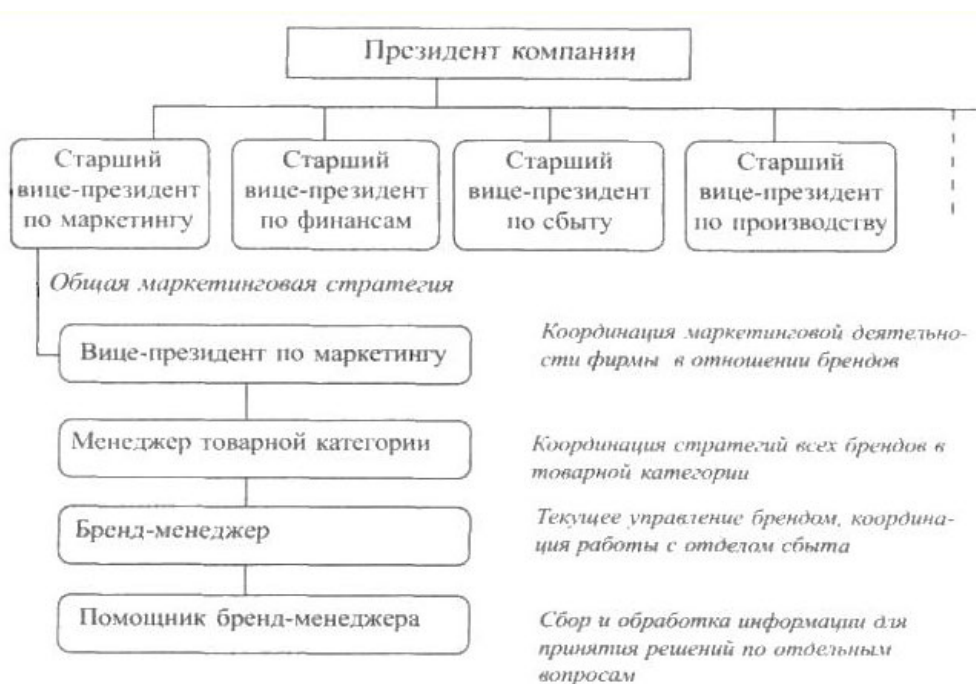 Президент компании
Старший
вице-президент
по маркетингу
Старший
вице-президент
по финансам
Старший
вице-президент
по сбыту
Старший
вице-президент
по производству
Общая маркетинговая стратегия
Вице-президент по маркетингу
Координация маркетинговой деятельно-
сти фирмы в отношении брендов
Менеджер товарной категории
Координация стратегий всех брендов в
товарной категории
Бренд-менеджер
Текущее управление брендом, координа-
ция работы с отделом сбыта
Помощник бренд-менеджера
Сбор и обработка информации для
принятия решений по отдельным
вопросам